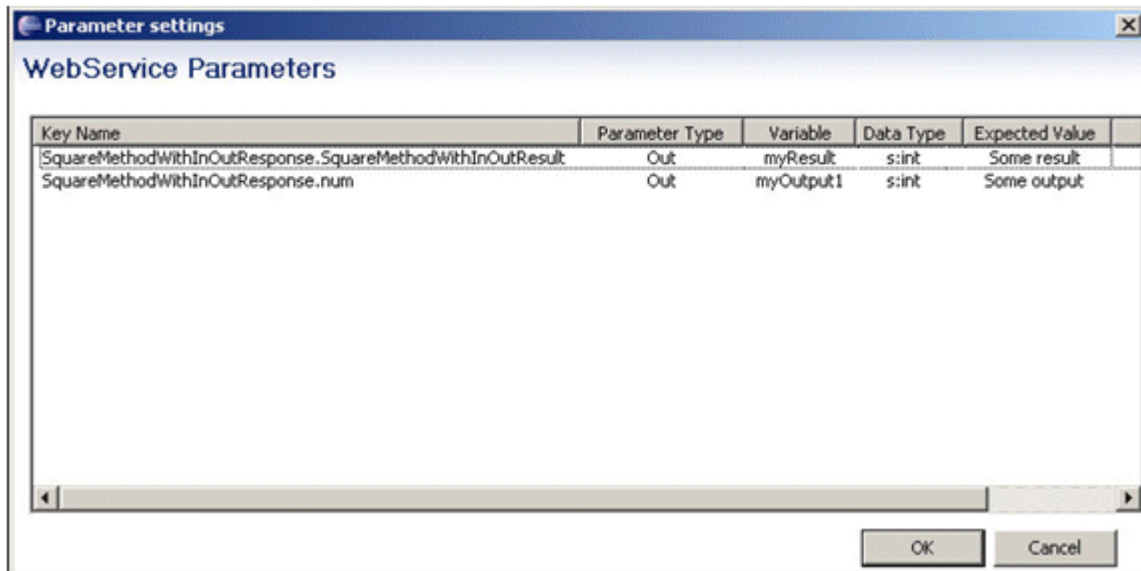 Parameter settings
WebService Parameters
Key Name Parameter Type Variable Data Type Expected Value
SquareMethodWithInOutResponse.SquareMethodWithInOutResult Out myResult s:int Some result
SquareMethodWithInOutResponse.num Out myOutput1 s:int Some output
OK Cancel